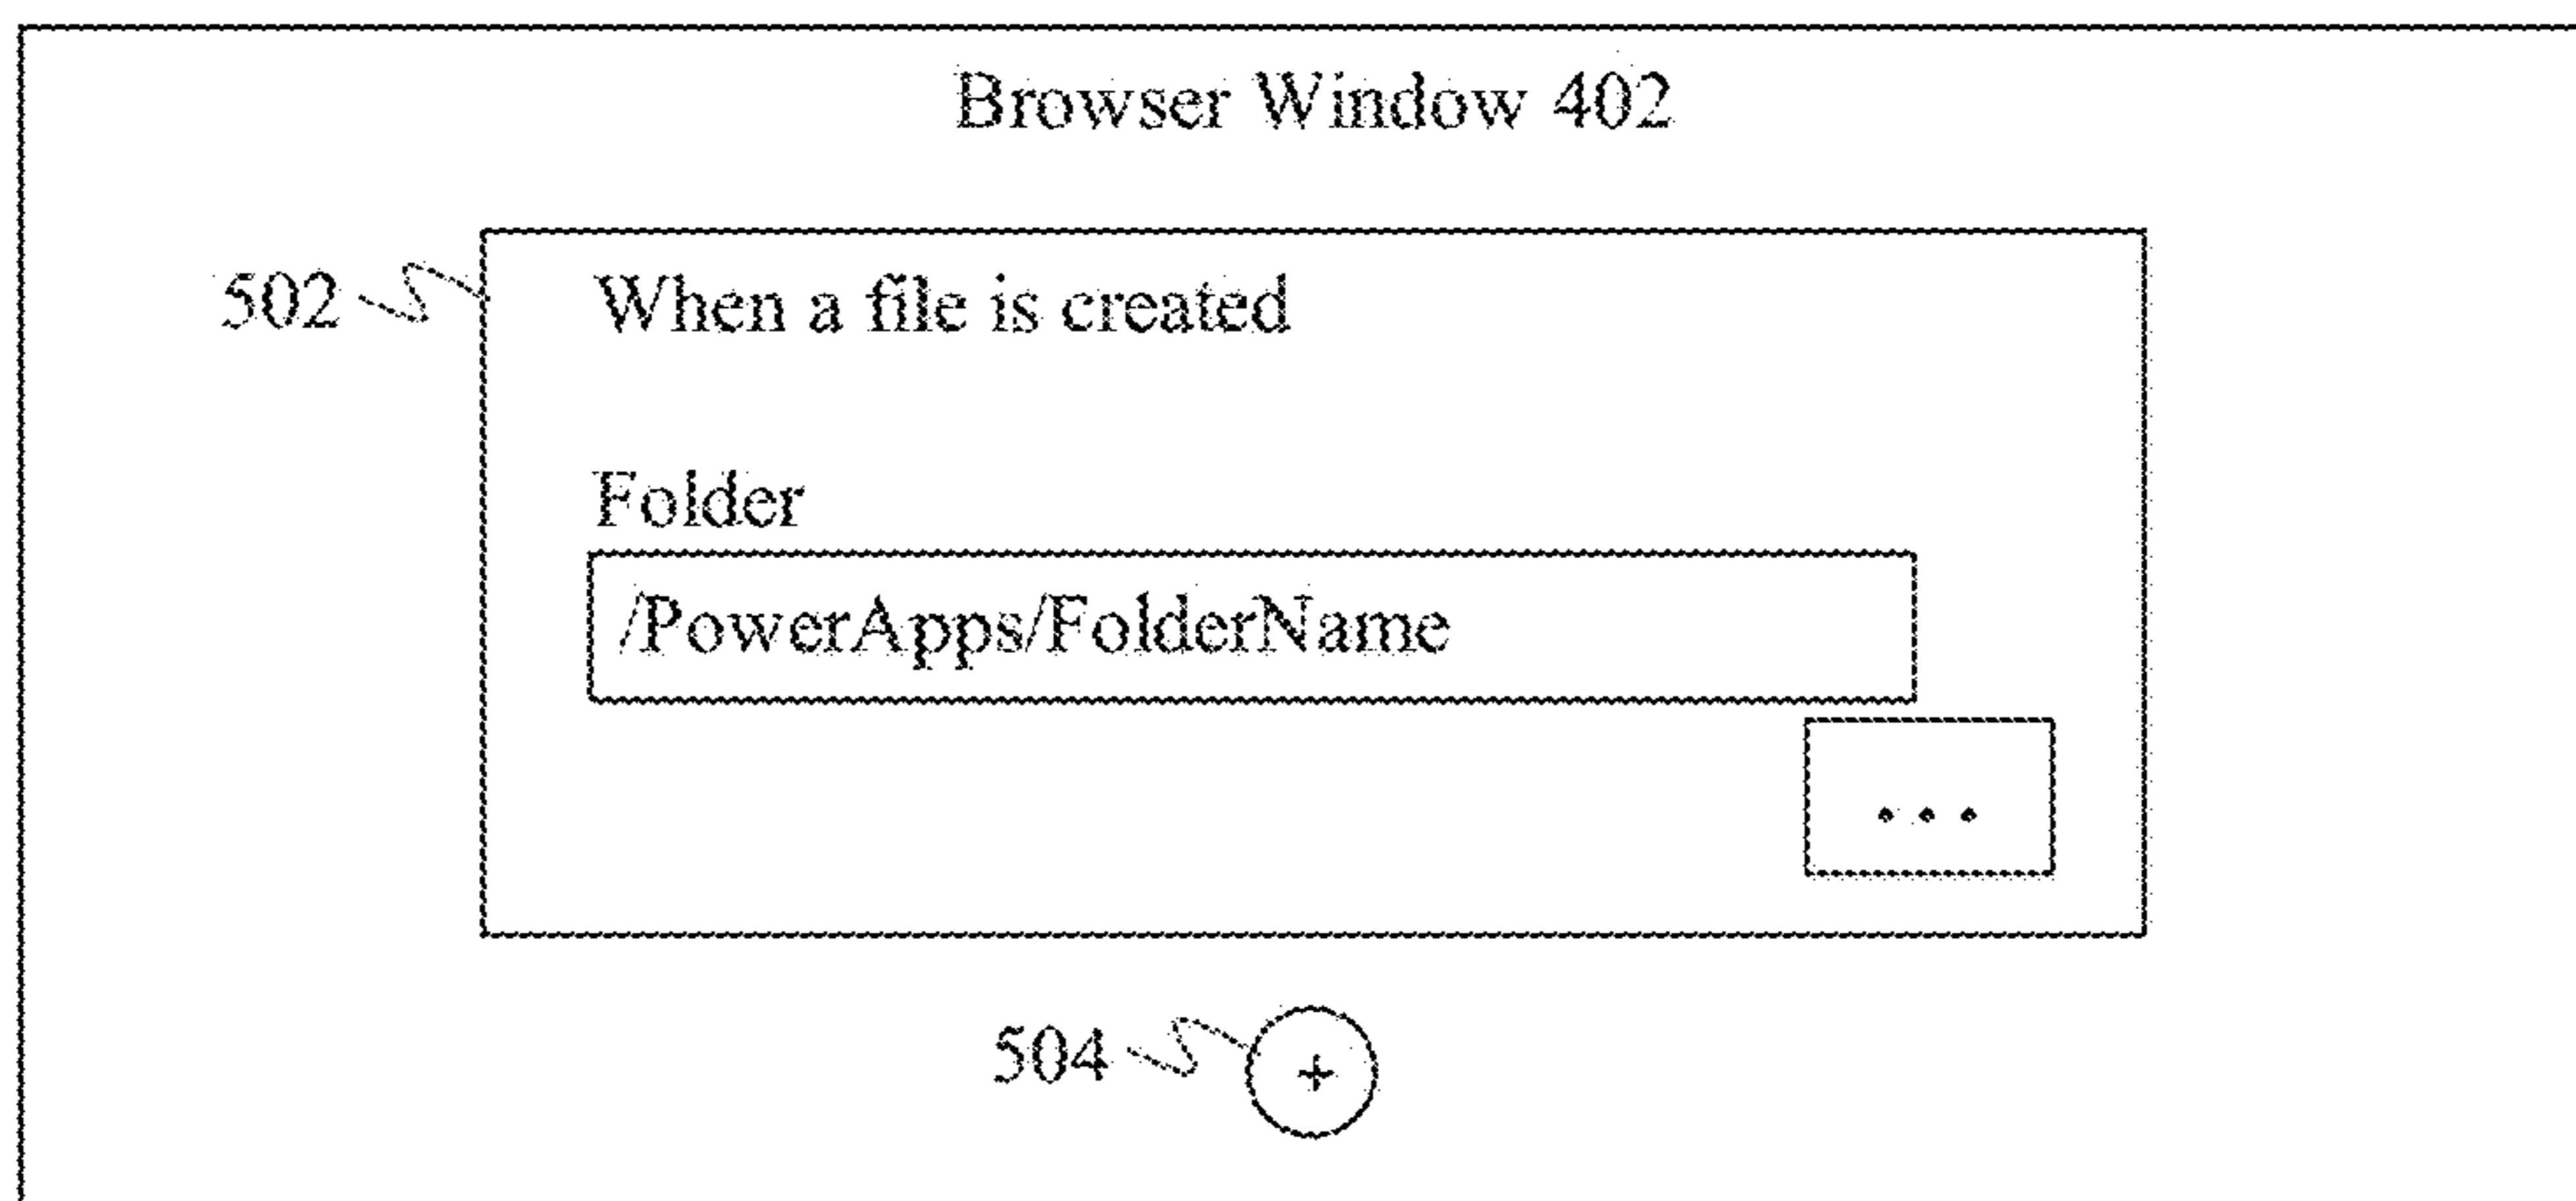 Browser Window 402
502
When a file is created
Folder
/PowerApps/FolderName
...
504
+